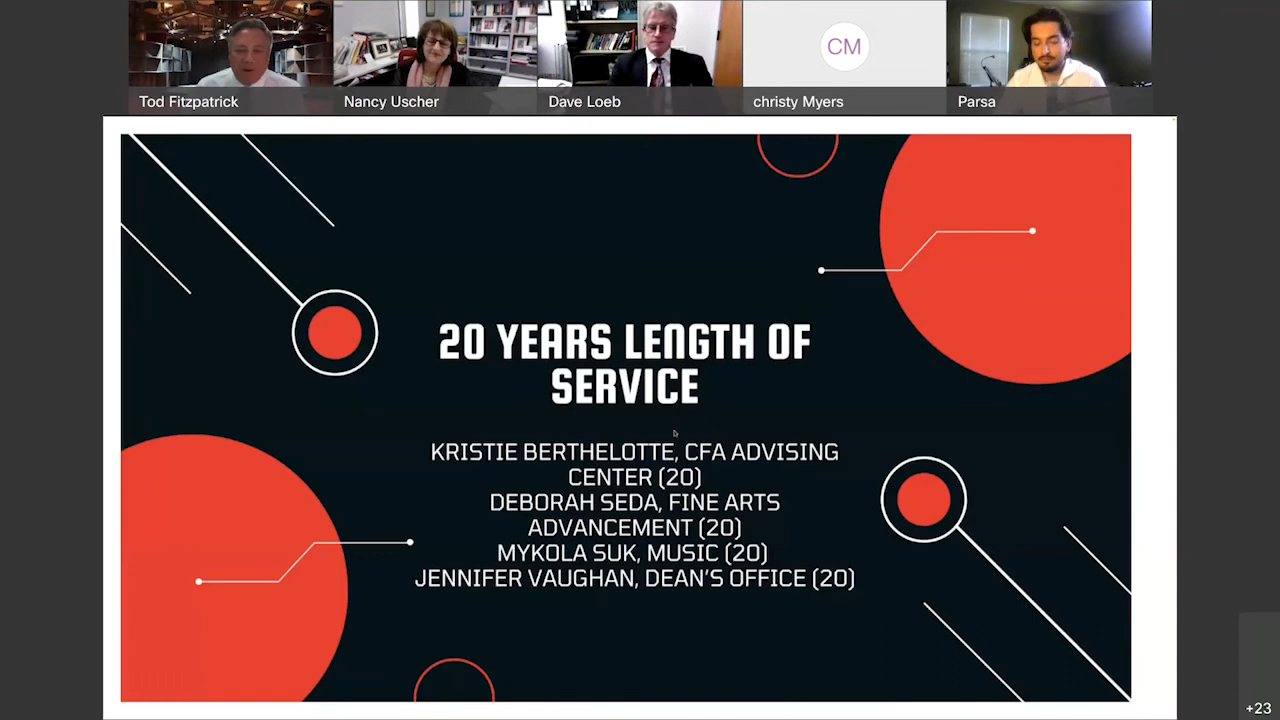 Tod Fitzpatrick
Nancy Uscher
Dave Loeb
CM
christy Myers
Parsa
20 YEARS LENGTH OF
SERVICE
KRISTIE BERTHELOTTE, CFA ADVISING
CENTER (20)
DEBORAH SEDA, FINE ARTS
ADVANCEMENT (20)
MYKOLA SUK, MUSIC (20)
JENNIFER VAUGHAN, DEAN'S OFFICE (20)
+23